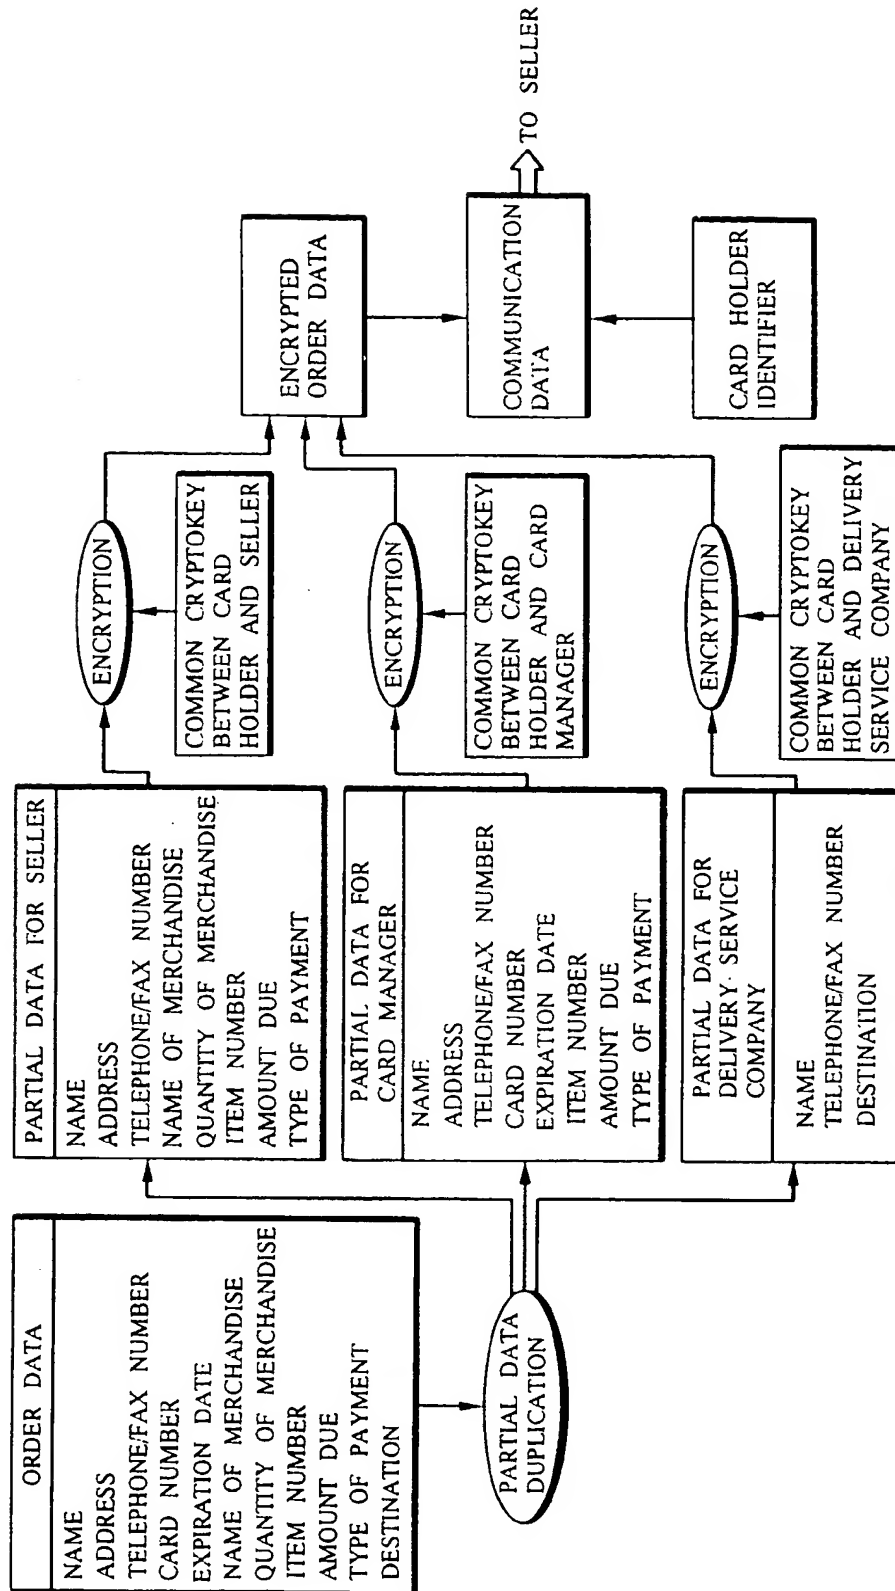 ORDER DATA
NAME
ADDRESS
TELEPHONE/FAX NUMBER
CARD NUMBER
EXPIRATION DATE
NAME OF MERCHANDISE
QUANTITY OF MERCHANDISE
ITEM NUMBER
AMOUNT DUE
TYPE OF PAYMENT
DESTINATION
PARTIAL DATA
DUPLICATION
PARTIAL DATA FOR SELLER
NAME
ADDRESS
TELEPHONE/FAX NUMBER
NAME OF MERCHANDISE
QUANTITY OF MERCHANDISE
ITEM NUMBER
AMOUNT DUE
TYPE OF PAYMENT
PARTIAL DATA FOR
CARD MANAGER
NAME
ADDRESS
TELEPHONE/FAX NUMBER
CARD NUMBER
EXPIRATION DATE
ITEM NUMBER
AMOUNT DUE
TYPE OF PAYMENT
PARTIAL DATA FOR
DELIVERY SERVICE
COMPANY
NAME
TELEPHONE/FAX NUMBER
DESTINATION
ENCRYPTION
COMMON CRYPTOKEY
BETWEEN CARD
HOLDER AND SELLER
ENCRYPTION
COMMON CRYPTOKEY
BETWEEN CARD
HOLDER AND CARD
MANAGER
ENCRYPTION
COMMON CRYPTOKEY
BETWEEN CARD
HOLDER AND DELIVERY
SERVICE COMPANY
ENCRYPTED
ORDER DATA
COMMUNICATION
DATA
CARD HOLDER
IDENTIFIER
TO SELLER